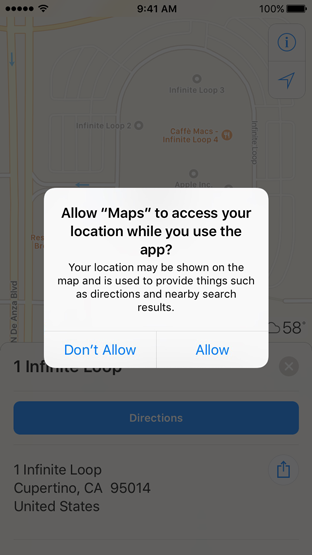 9:41 AM
100%
Infinite Loop 3
Infinite Loop 2
Caffè Macs -
Infinite Loop 4
Infinite Loop
Apple Inc.
Allow “Maps” to access your
location while you use the
app?
Your location may be shown on the
map and is used to provide things such
as directions and nearby search
results.
Don’t Allow
Allow
N De Anza Blvd
58°
1 Infinite Loop
Directions
1 Infinite Loop
Cupertino, CA 95014
United States